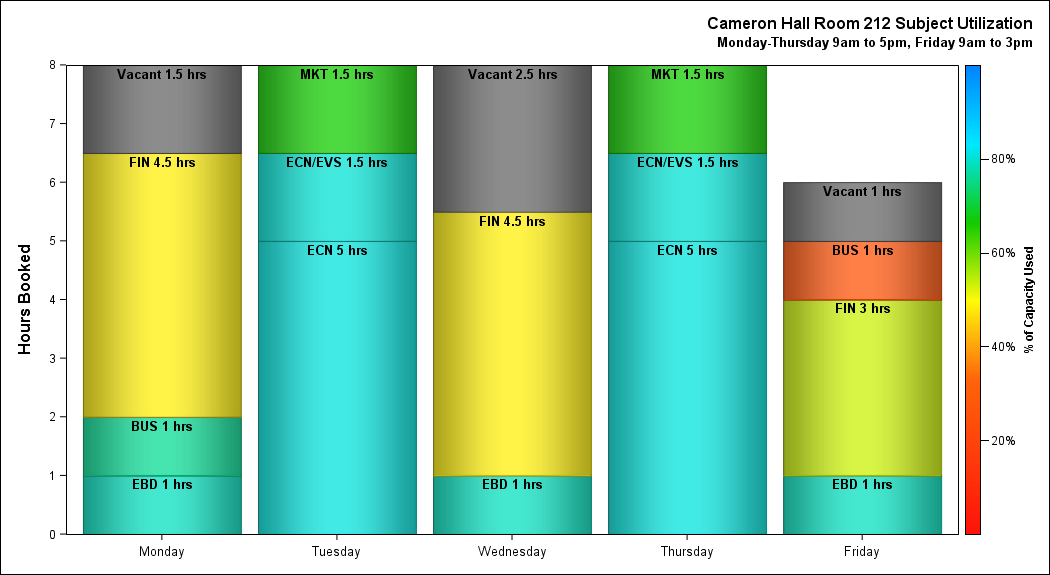 Cameron Hall Room 212 Subject Utilization
Monday-Thursday 9am to 5pm, Friday 9am to 3pm
Hours Booked
8
7
6
5
4
3
2
1
0
Vacant 1.5 hrs
FIN 4.5 hrs
BUS 1 hrs
EBD 1 hrs
MKT 1.5 hrs
ECN/EVS 1.5 hrs
ECN 5 hrs
Vacant 2.5 hrs
FIN 4.5 hrs
EBD 1 hrs
MKT 1.5 hrs
ECN/EVS 1.5 hrs
ECN 5 hrs
Vacant 1 hrs
BUS 1 hrs
FIN 3 hrs
EBD 1 hrs
Monday
Tuesday
Wednesday
Thursday
Friday
80%
60%
40%
20%
% of Capacity Used